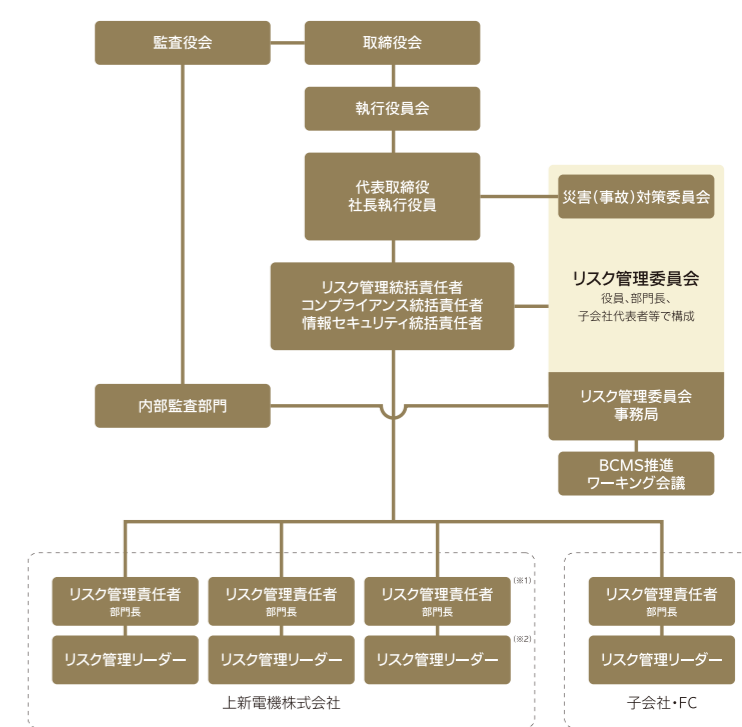 監査役会
取締役会
執行役員会
代表取締役
社長執行役員
災害(事故)対策委員会
リスク管理委員会
役員、部門長、
子会社代表者等で構成
リスク管理統括責任者
コンプライアンス統括責任者
情報セキュリティ統括責任者
内部監査部門
リスク管理委員会
事務局
BCMS推進
ワーキング会議
リスク管理責任者
部門長
リスク管理責任者
部門長
リスク管理責任者
部門長
(※1)
リスク管理責任者
部門長
リスク管理リーダー
リスク管理リーダー
リスク管理リーダー
(※2)
リスク管理リーダー
上新電機株式会社
子会社・FC